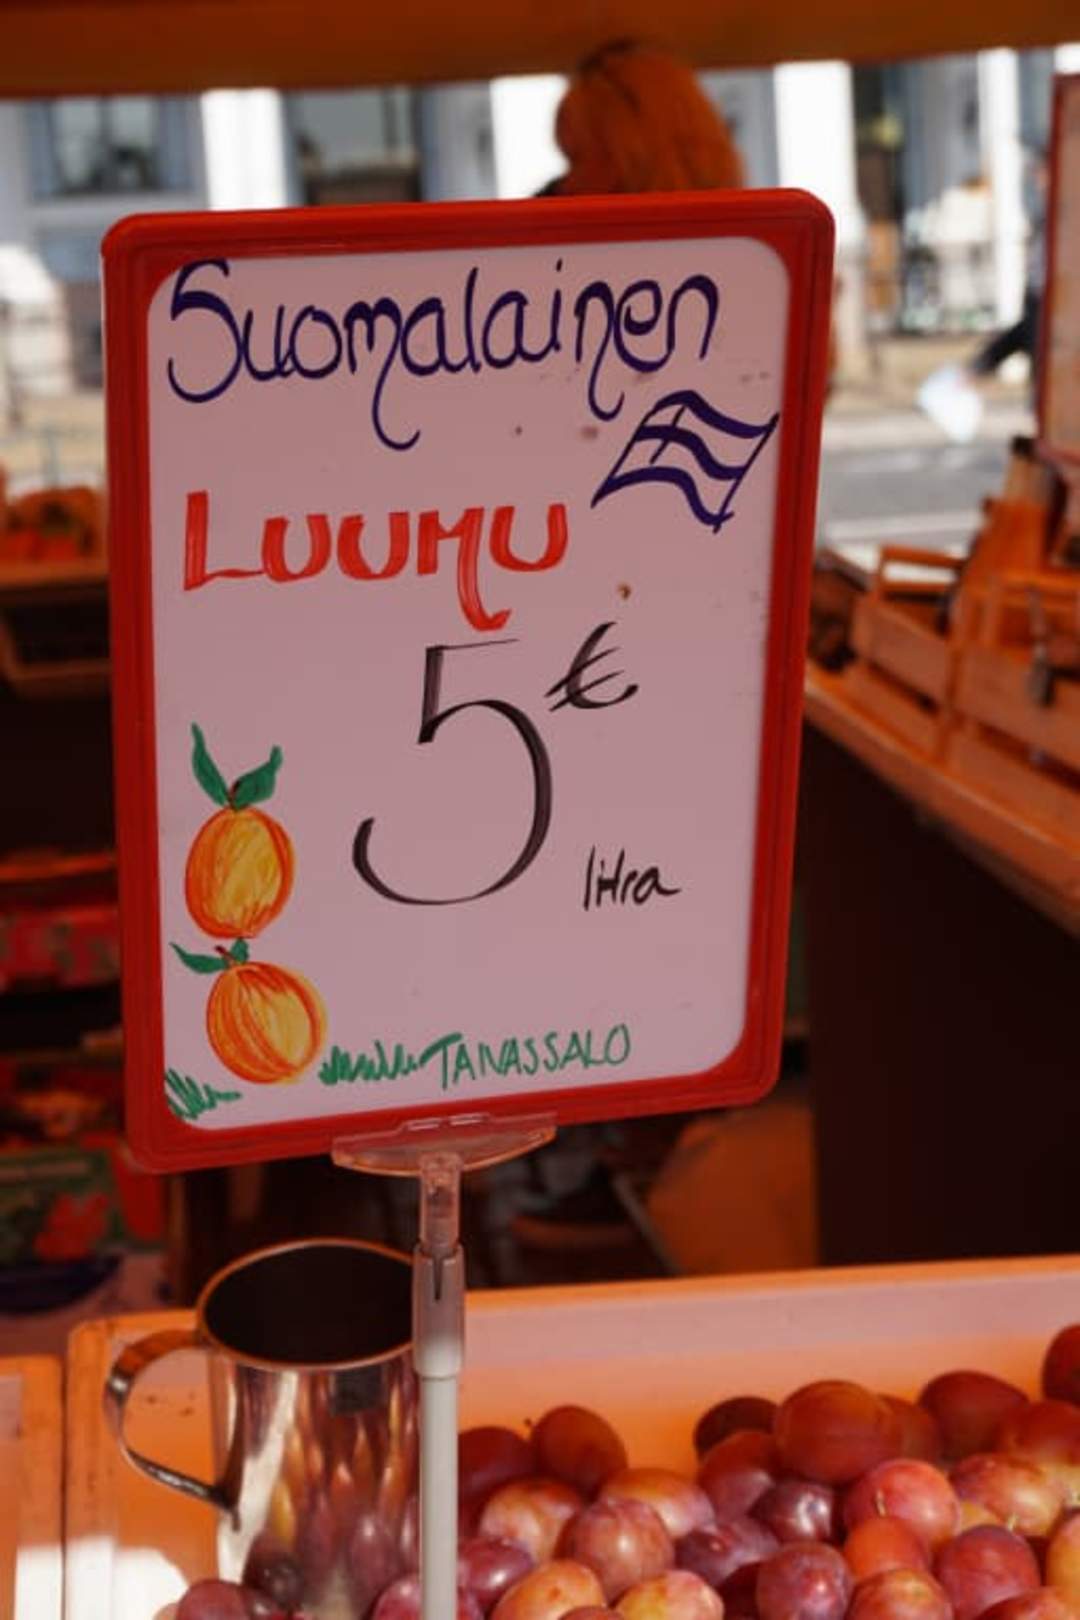 Suomalainen
LUUMU
5€
litra
TAIVASSALO